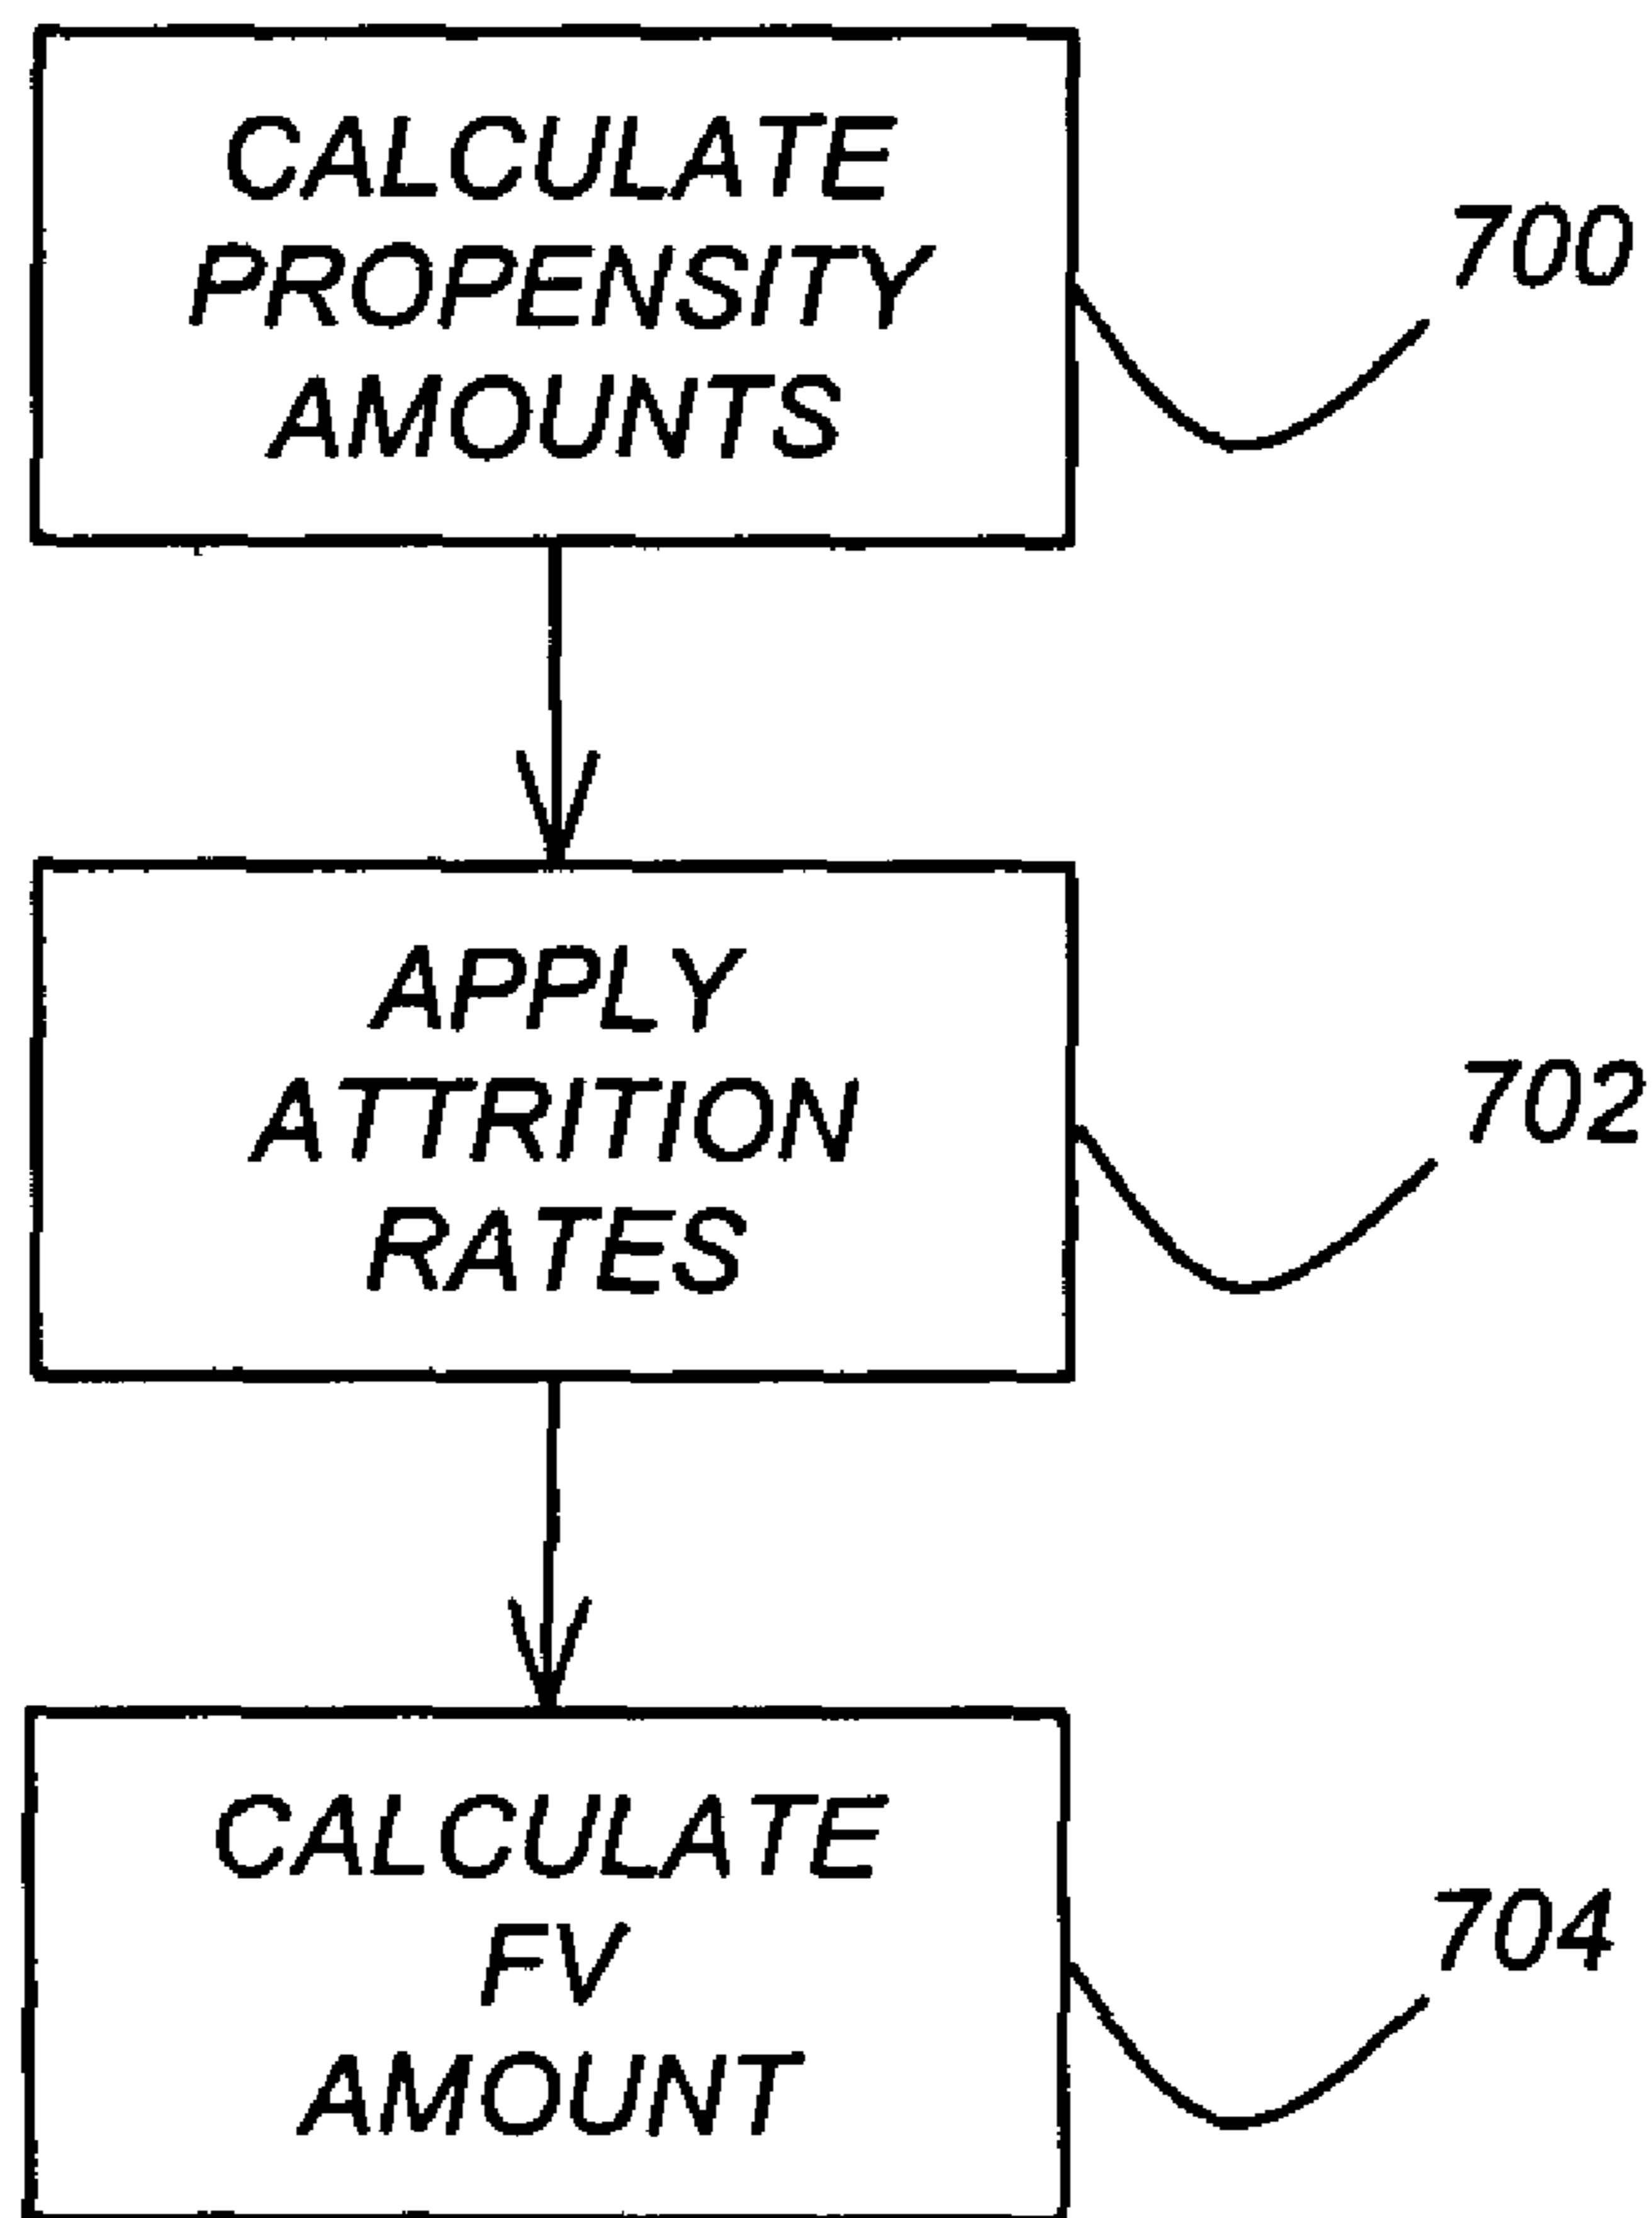 CALCULATE
PROPENSITY
AMOUNTS
700
APPLY
ATTRITION
RATES
702
CALCULATE
FV
AMOUNT
704